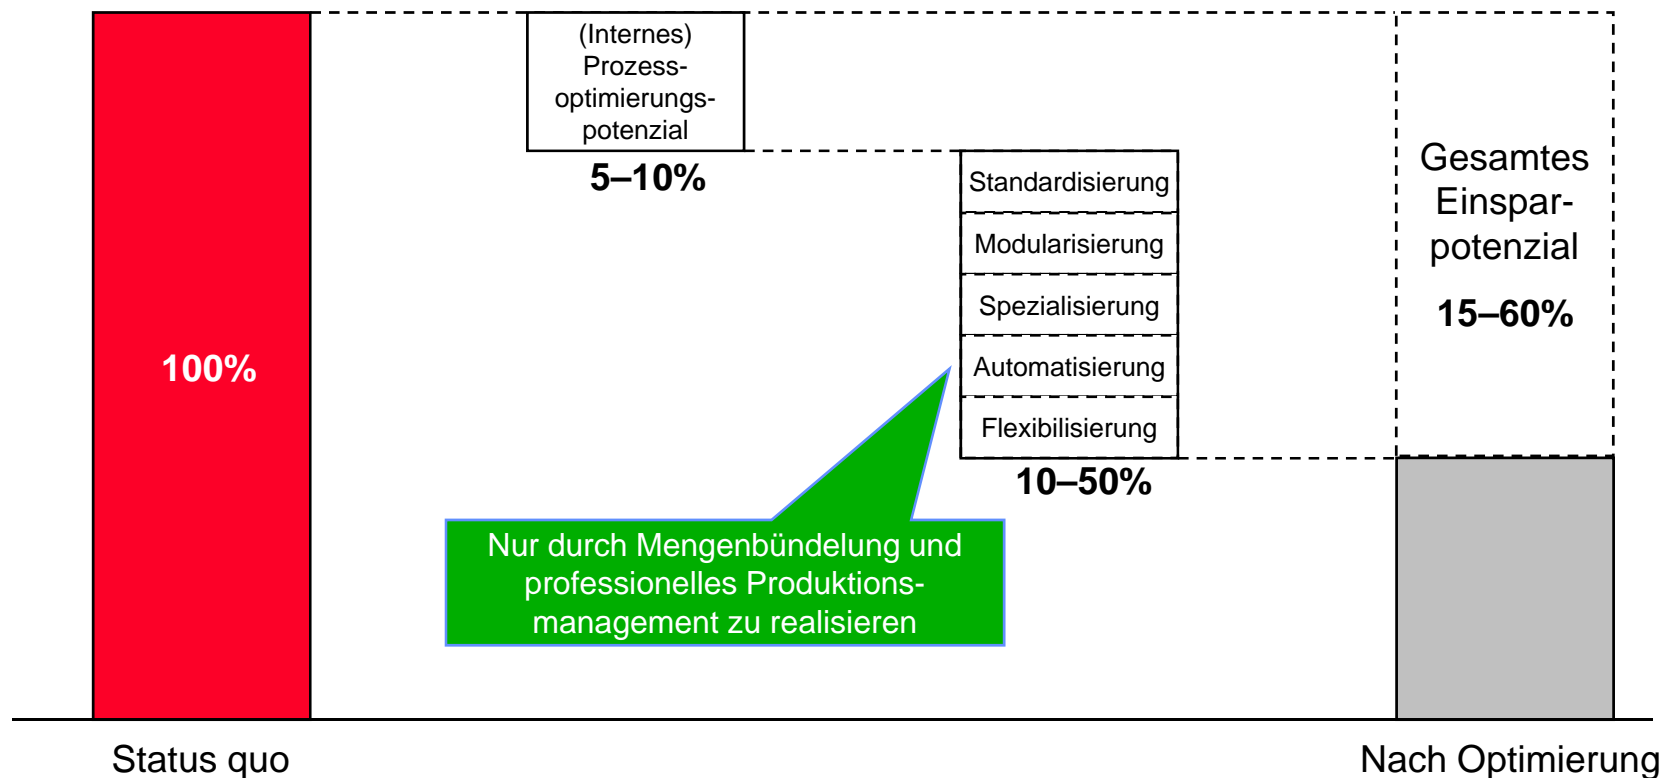 100%
Status quo
(Internes)
Prozess-
optimierungs-
potenzial
5–10%
Standardisierung
Modularisierung
Spezialisierung
Automatisierung
Flexibilisierung
10–50%
Nur durch Mengenbündelung und
professionelles Produktions-
management zu realisieren
Gesamtes
Einspar-
potenzial
15–60%
Nach Optimierung